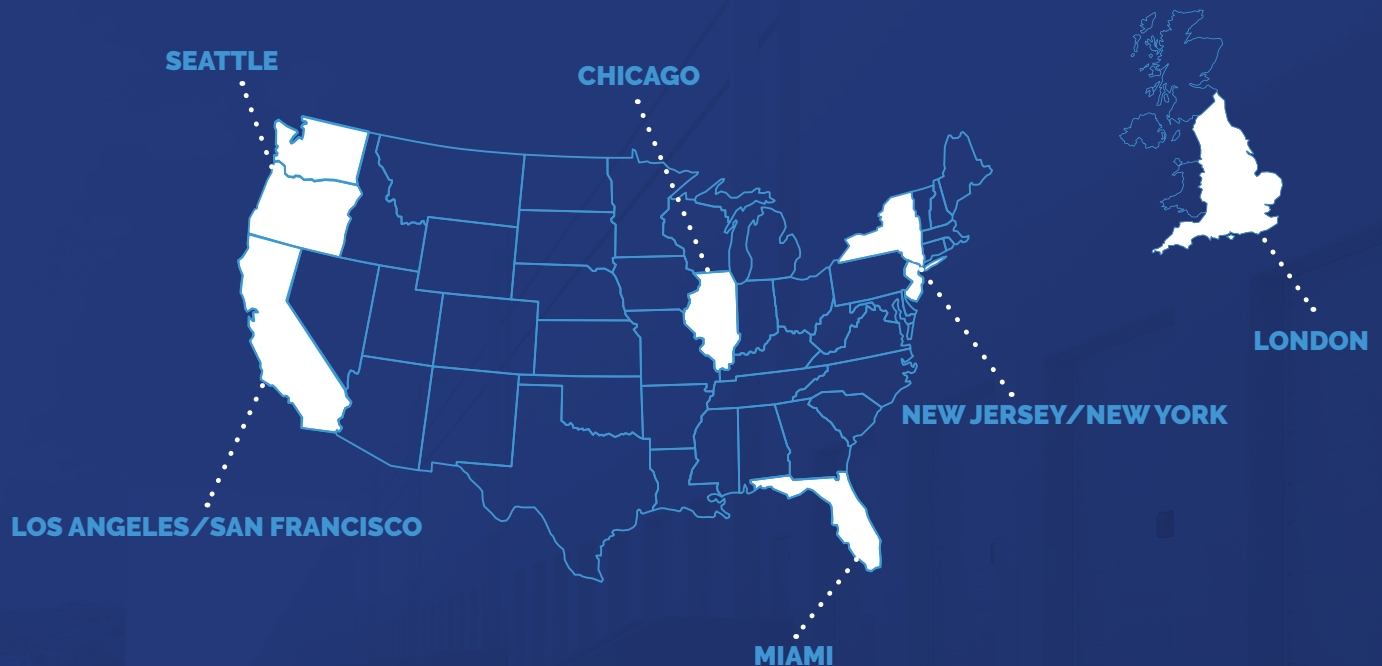 SEATTLE
CHICAGO
LONDON
NEW JERSEY/NEW YORK
LOS ANGELES/SAN FRANCISCO
MIAMI